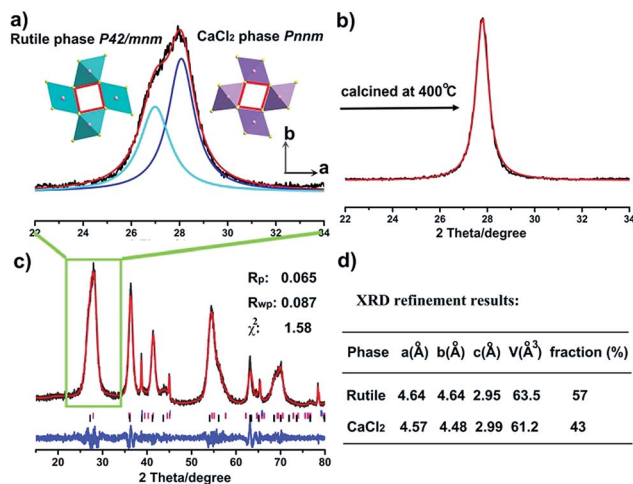 a)
Rutile phase P42/mnm
CaCl2 phase Pnnm
b
a
22 24 26 28 30 32 34
b)
calcined at 400℃
22 24 26 28 30 32 34
2 Theta/degree
c)
Rp: 0.065
Rwp: 0.087
χ²: 1.58
20 30 40 50 60 70 80
2 Theta/degree
d)
XRD refinement results:
Phase a(Å) b(Å) c(Å) V(Å³) fraction (%)
Rutile 4.64 4.64 2.95 63.5 57
CaCl2 4.57 4.48 2.99 61.2 43